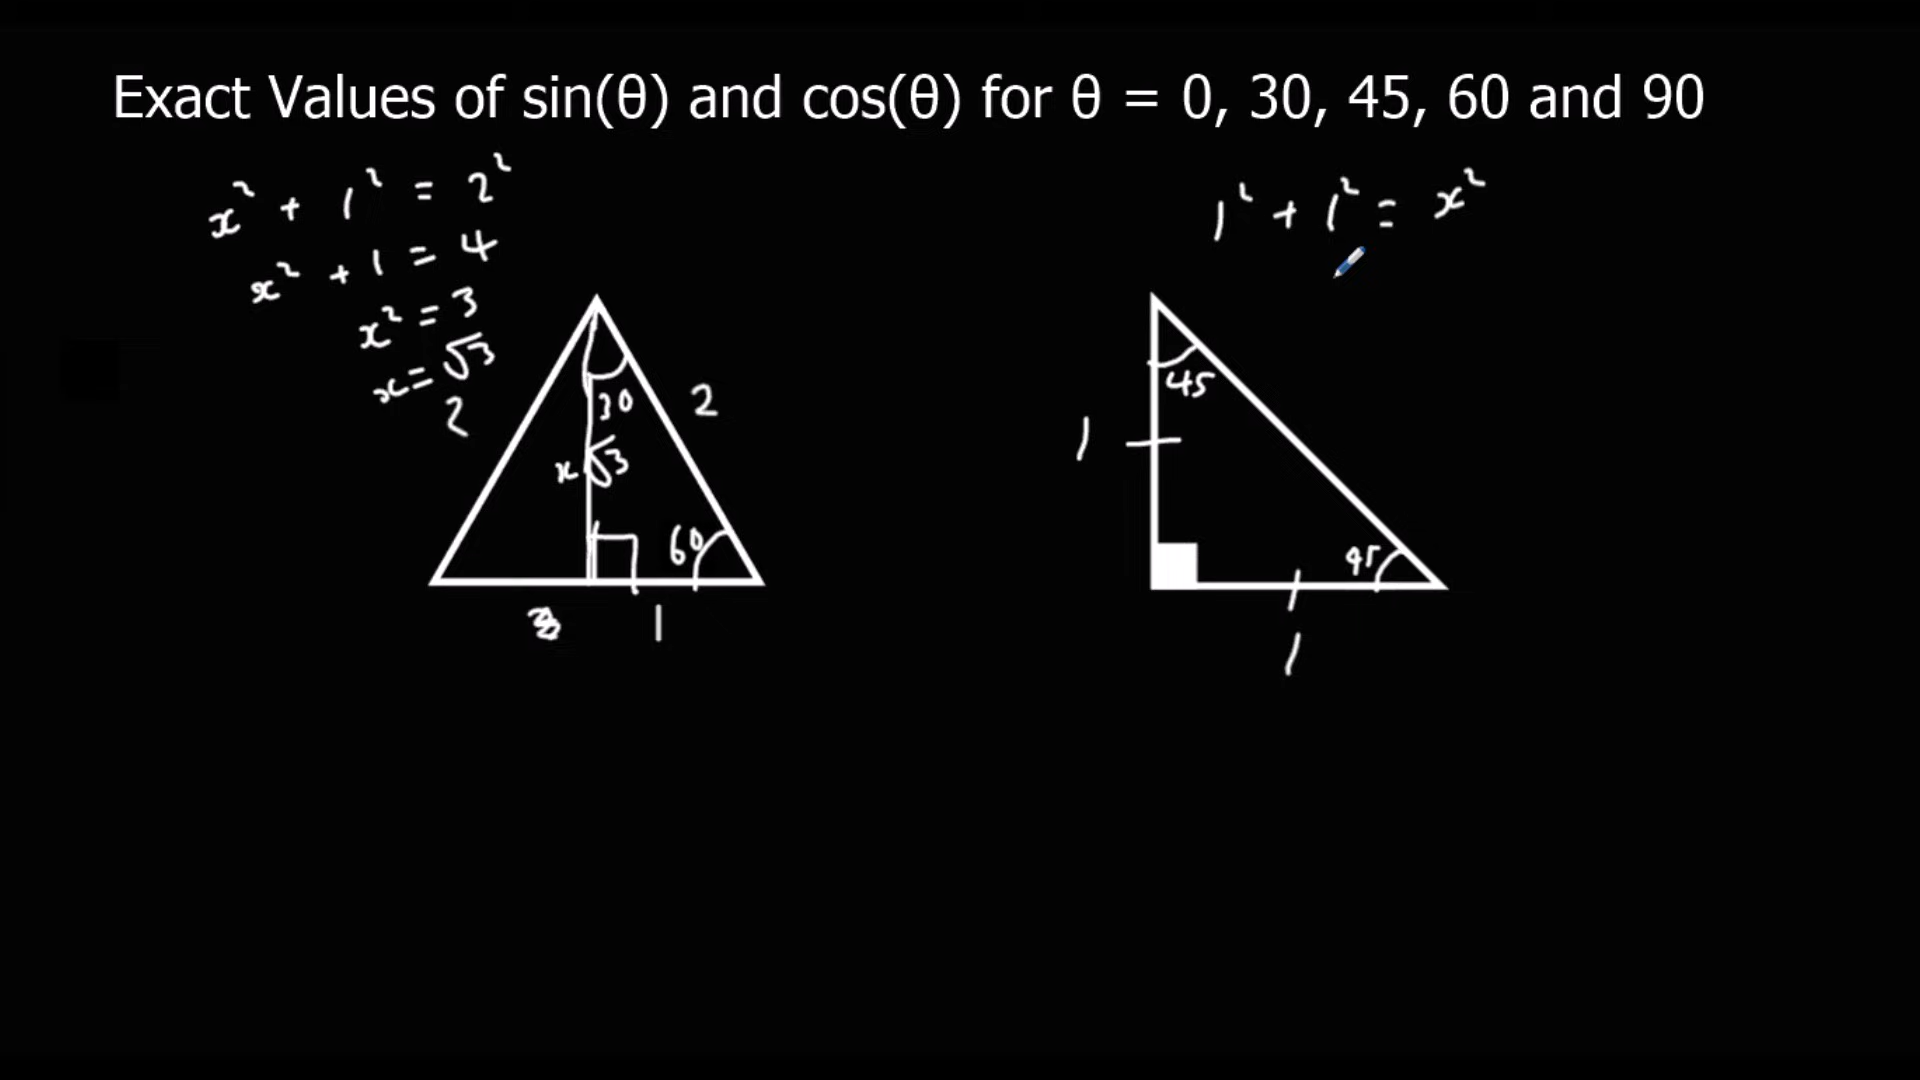 Exact Values of sin(θ) and cos(θ) for θ = 0, 30, 45, 60 and 90
x² + 1² = 2²
x² + 1 = 4
x² = 3
x = √3
2
30
2
x √3
60
1
1² + 1² = x²
45
1
45
1